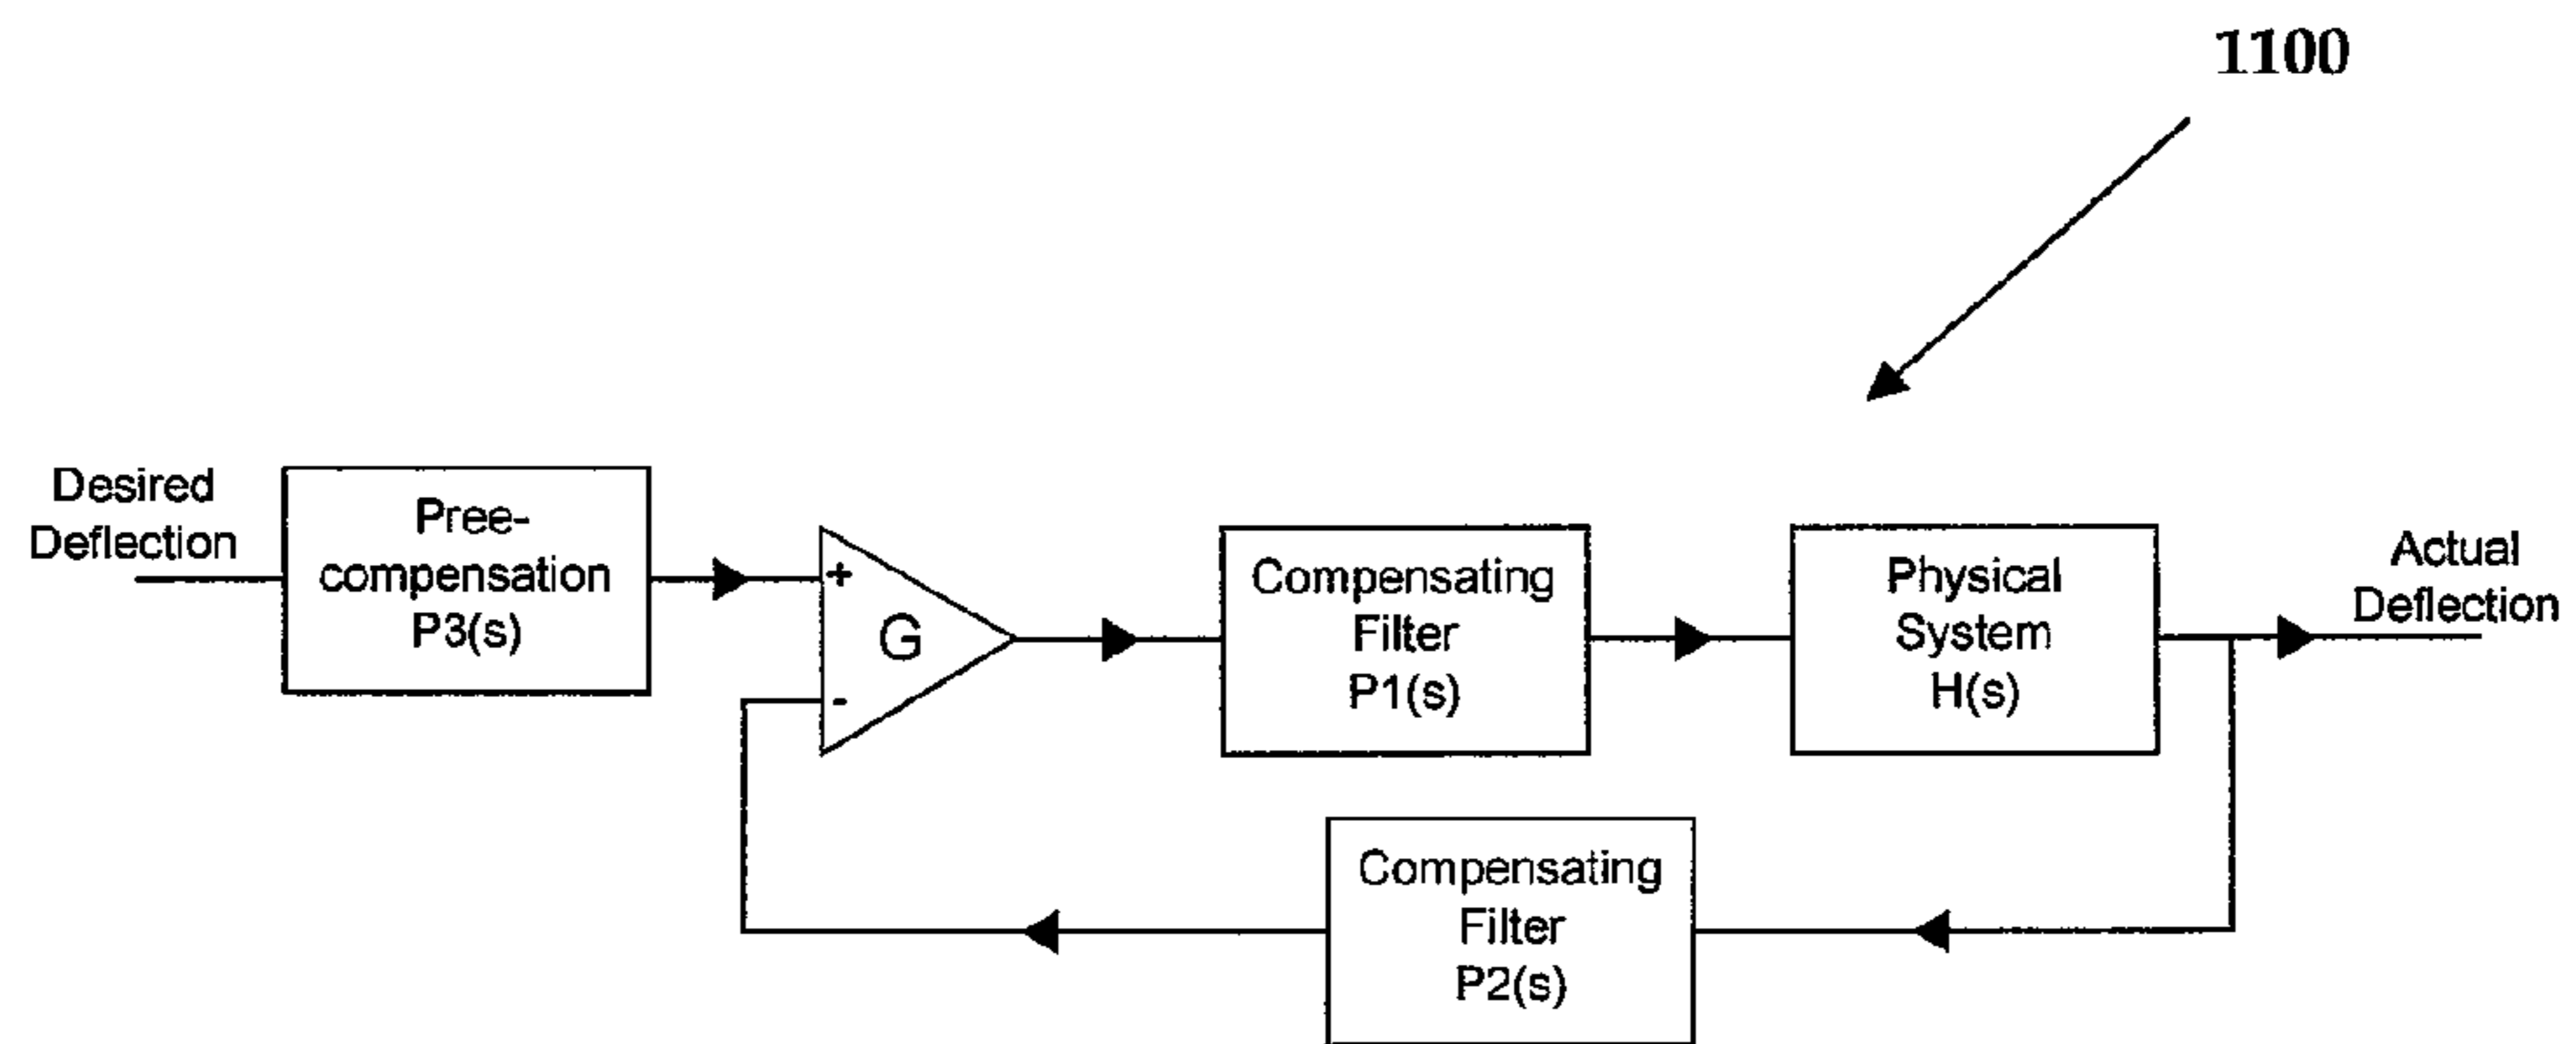 1100
Desired
Deflection
Pree-
compensation
P3(s)
+
G
-
Compensating
Filter
P1(s)
Physical
System
H(s)
Actual
Deflection
Compensating
Filter
P2(s)